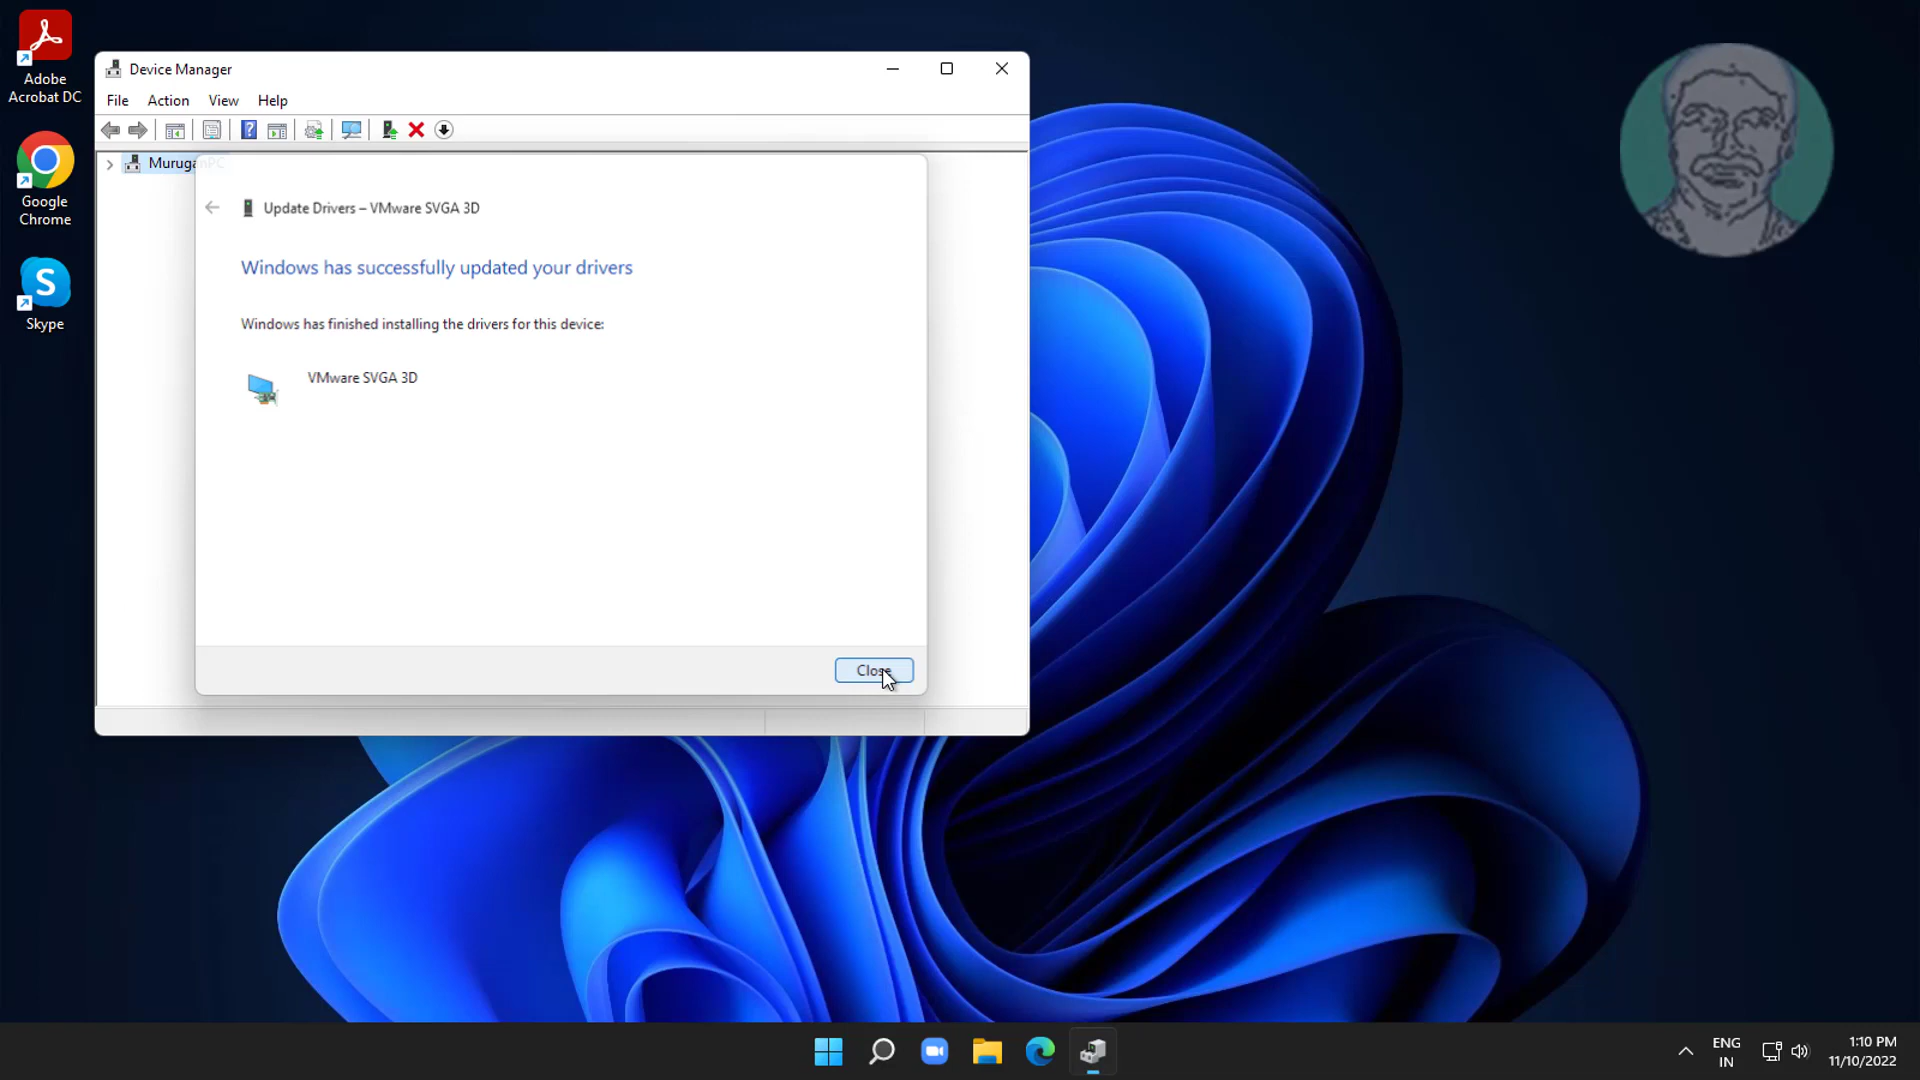 Adobe
Acrobat DC
Google
Chrome
Skype
Device Manager
File Action View Help
MuruganPC
Update Drivers – VMware SVGA 3D
Windows has successfully updated your drivers
Windows has finished installing the drivers for this device:
VMware SVGA 3D
Close
ENG
IN
1:10 PM
11/10/2022